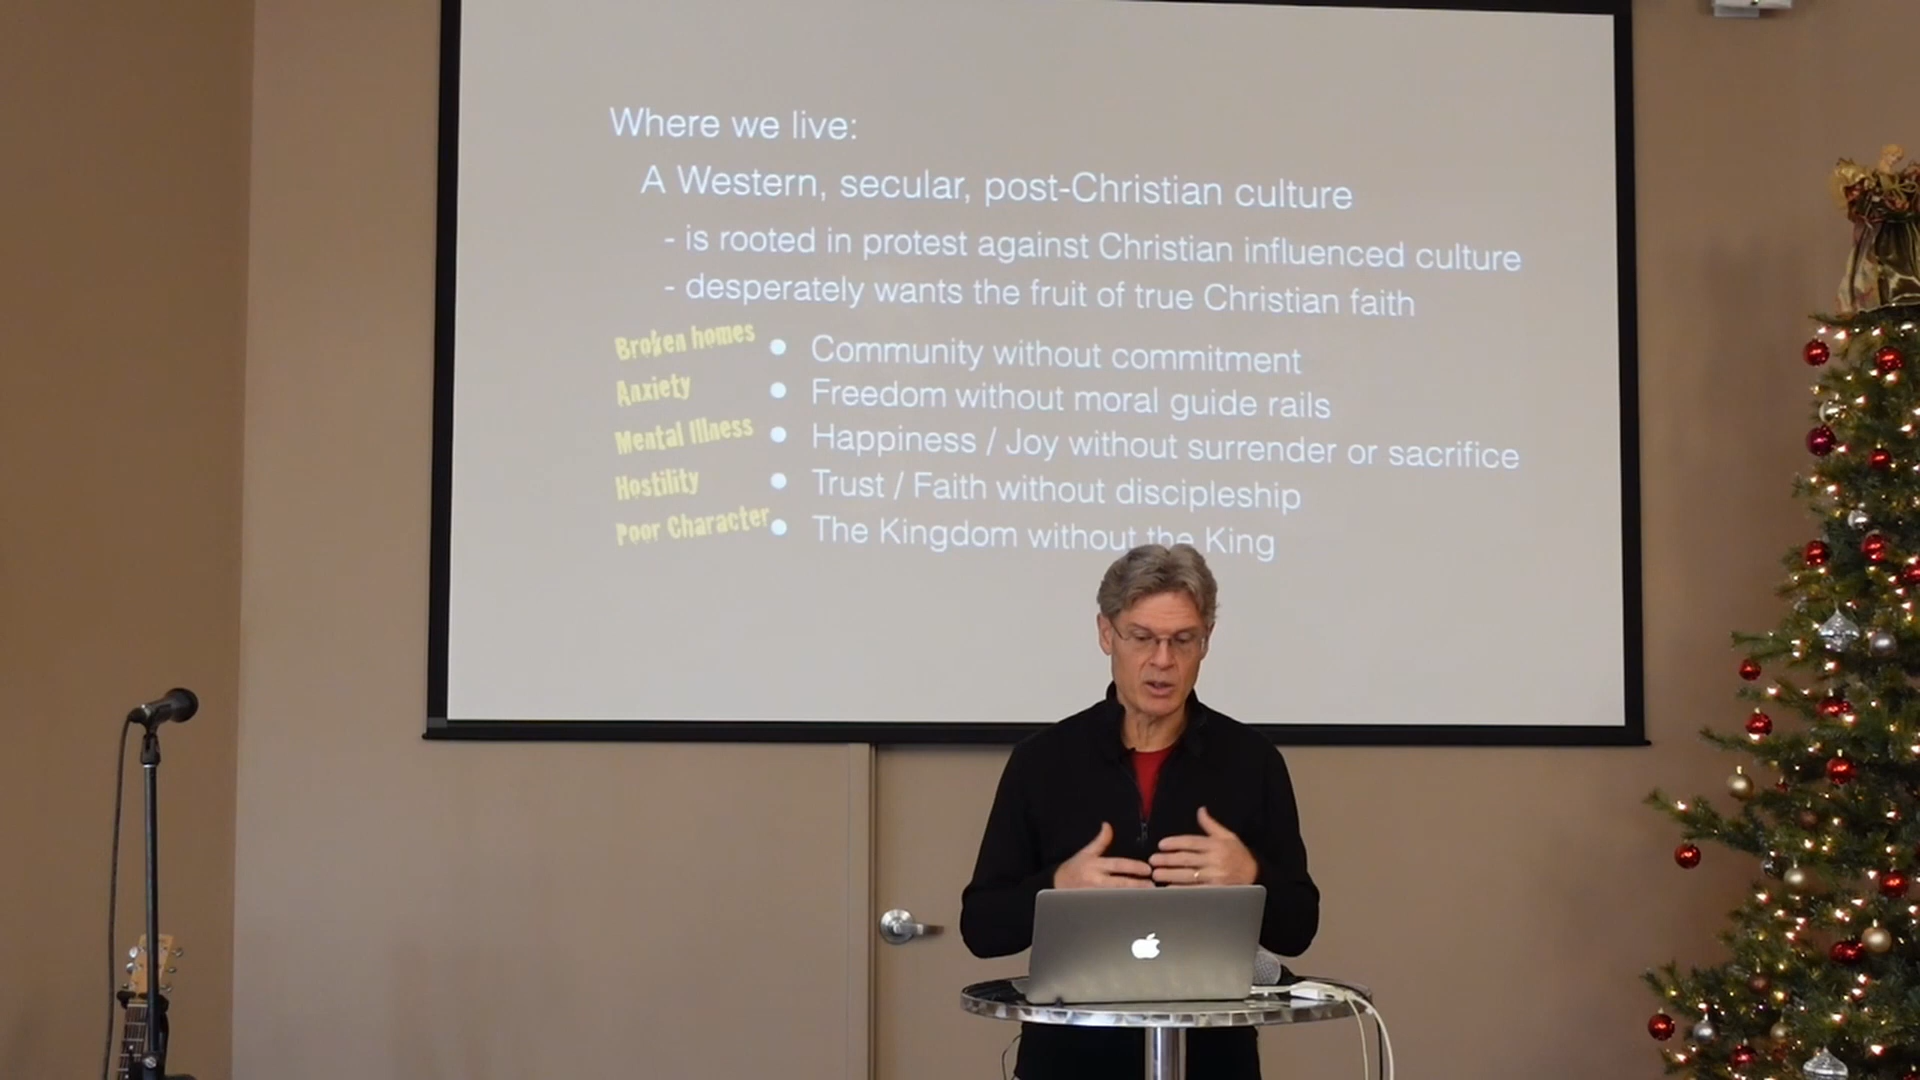 Where we live:
A Western, secular, post-Christian culture
- is rooted in protest against Christian influenced culture
- desperately wants the fruit of true Christian faith
Broken homes • Community without commitment
Anxiety • Freedom without moral guide rails
Mental Illness • Happiness / Joy without surrender or sacrifice
Hostility • Trust / Faith without discipleship
Poor Character • The Kingdom without the King